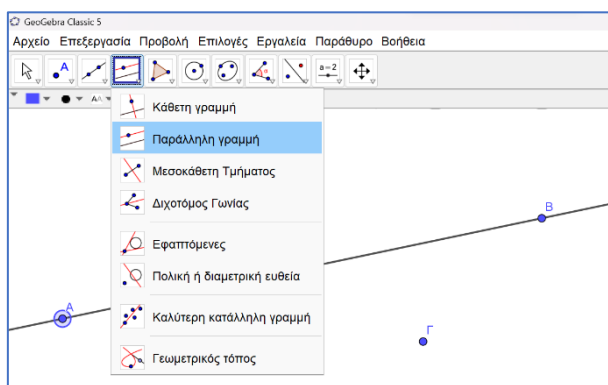 GeoGebra Classic 5
Αρχείο Επεξεργασία Προβολή Επιλογές Εργαλεία Παράθυρο Βοήθεια
A
α=2
AA
Κάθετη γραμμή
Παράλληλη γραμμή
Μεσοκάθετη Τμήματος
Διχοτόμος Γωνίας
Εφαπτόμενες
Πολική ή διαμετρική ευθεία
Καλύτερη κατάλληλη γραμμή
Γεωμετρικός τόπος
Α
Β
Γ